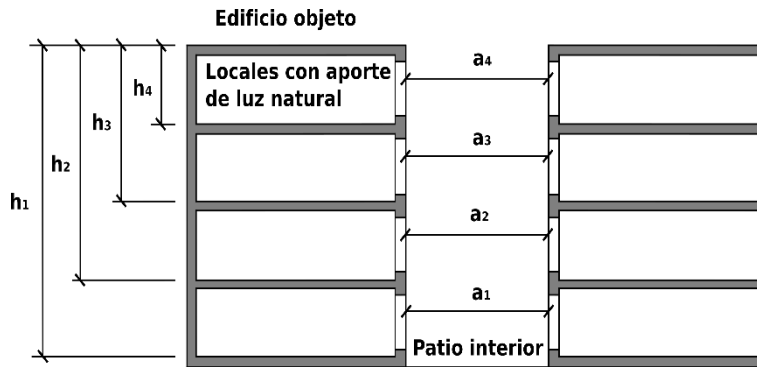 Edificio objeto
Locales con aporte
de luz natural
a4
h4
h3
a3
h2
h1
a2
a1
Patio interior